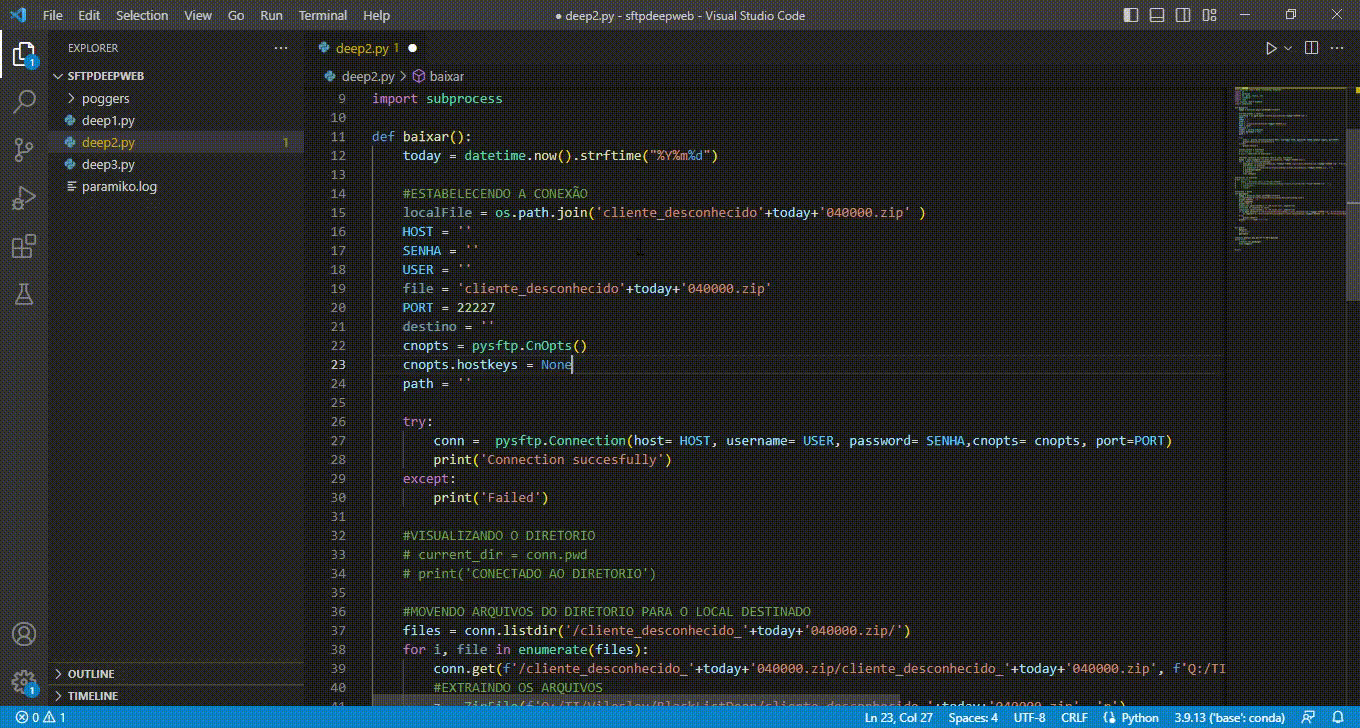 File Edit Selection View Go Run Terminal Help
● deep2.py - sftpdeepweb - Visual Studio Code
EXPLORER
SFTPDEEPWEB
poggers
deep1.py
deep2.py 1
deep3.py
paramiko.log
OUTLINE
TIMELINE
1
1
deep2.py 1
deep2.py > baixar
9 import subprocess
10
11 def baixar():
12 today = datetime.now().strftime("%Y%m%d")
13
14 #ESTABELECENDO A CONEXÃO
15 localFile = os.path.join('cliente_desconhecido'+today+'040000.zip' )
16 HOST = ''
17 SENHA = ''
18 USER = ''
19 file = 'cliente_desconhecido'+today+'040000.zip'
20 PORT = 22227
21 destino = ''
22 cnopts = pysftp.CnOpts()
23 cnopts.hostkeys = None
24 path = ''
25
26 try:
27 conn =  pysftp.Connection(host= HOST, username= USER, password= SENHA,cnopts= cnopts, port=PORT)
28 print('Connection succesfully')
29 except:
30 print('Failed')
31
32 #VISUALIZANDO O DIRETORIO
33 # current_dir = conn.pwd
34 # print('CONECTADO AO DIRETORIO')
35
36 #MOVENDO ARQUIVOS DO DIRETORIO PARA O LOCAL DESTINADO
37 files = conn.listdir('/cliente_desconhecido_'+today+'040000.zip/')
38 for i, file in enumerate(files):
39 conn.get(f'/cliente_desconhecido_'+today+'040000.zip/cliente_desconhecido_'+today+'040000.zip', f'Q:/TI
40 #EXTRAINDO OS ARQUIVOS
0 1
Ln 23, Col 27 Spaces: 4 UTF-8 CRLF Python 3.9.13 ('base': conda)